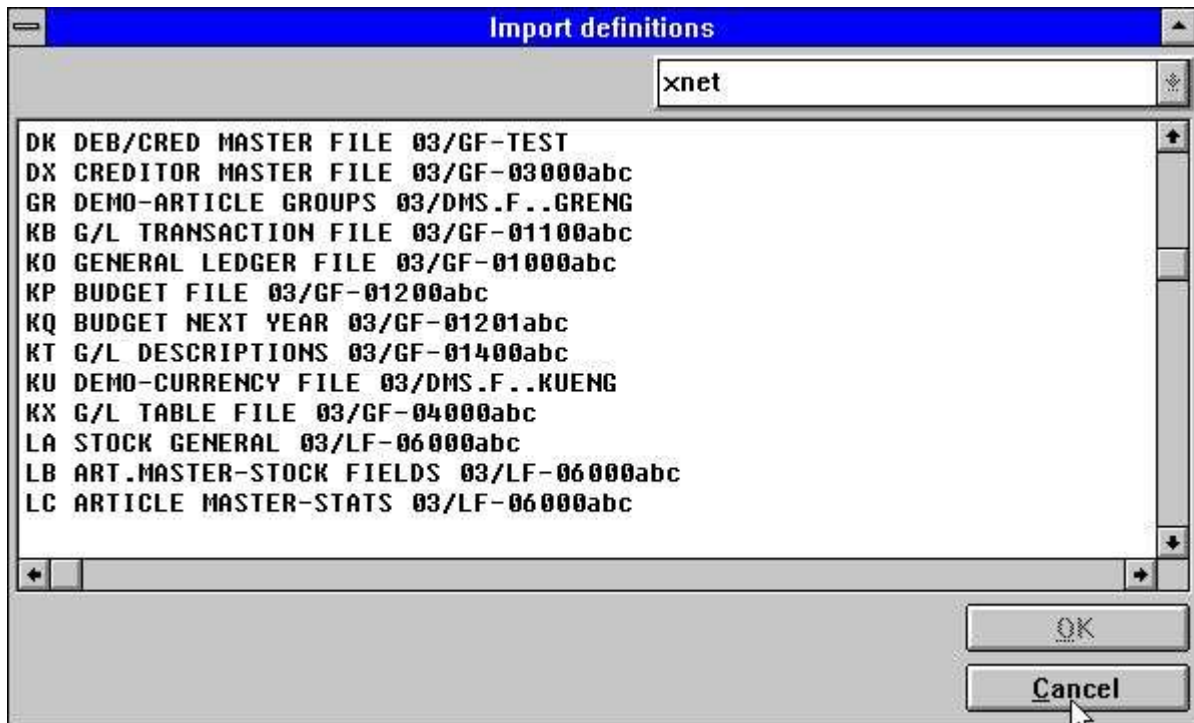 Import definitions
xnet
DK DEB/CRED MASTER FILE 03/GF-TEST
DX CREDITOR MASTER FILE 03/GF-03000abc
GR DEMO-ARTICLE GROUPS 03/DMS.F..GRENG
KB G/L TRANSACTION FILE 03/GF-01100abc
KO GENERAL LEDGER FILE 03/GF-01000abc
KP BUDGET FILE 03/GF-01200abc
KQ BUDGET NEXT YEAR 03/GF-01201abc
KT G/L DESCRIPTIONS 03/GF-01400abc
KU DEMO-CURRENCY FILE 03/DMS.F..KUENG
KX G/L TABLE FILE 03/GF-04000abc
LA STOCK GENERAL 03/LF-06000abc
LB ART.MASTER-STOCK FIELDS 03/LF-06000abc
LC ARTICLE MASTER-STATS 03/LF-06000abc
OK
Cancel